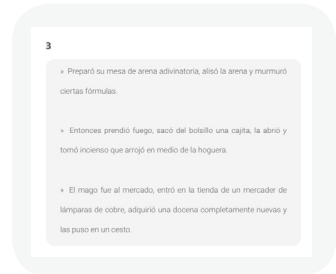 3
» Preparó su mesa de arena adivinatoria, alisó la arena y murmuró
ciertas fórmulas.
» Entonces prendió fuego, sacó del bolsillo una cajita, la abrió y
tomó incienso que arrojó en medio de la hoguera.
» El mago fue al mercado, entró en la tienda de un mercader de
lámparas de cobre, adquirió una docena completamente nuevas y
las puso en un cesto.